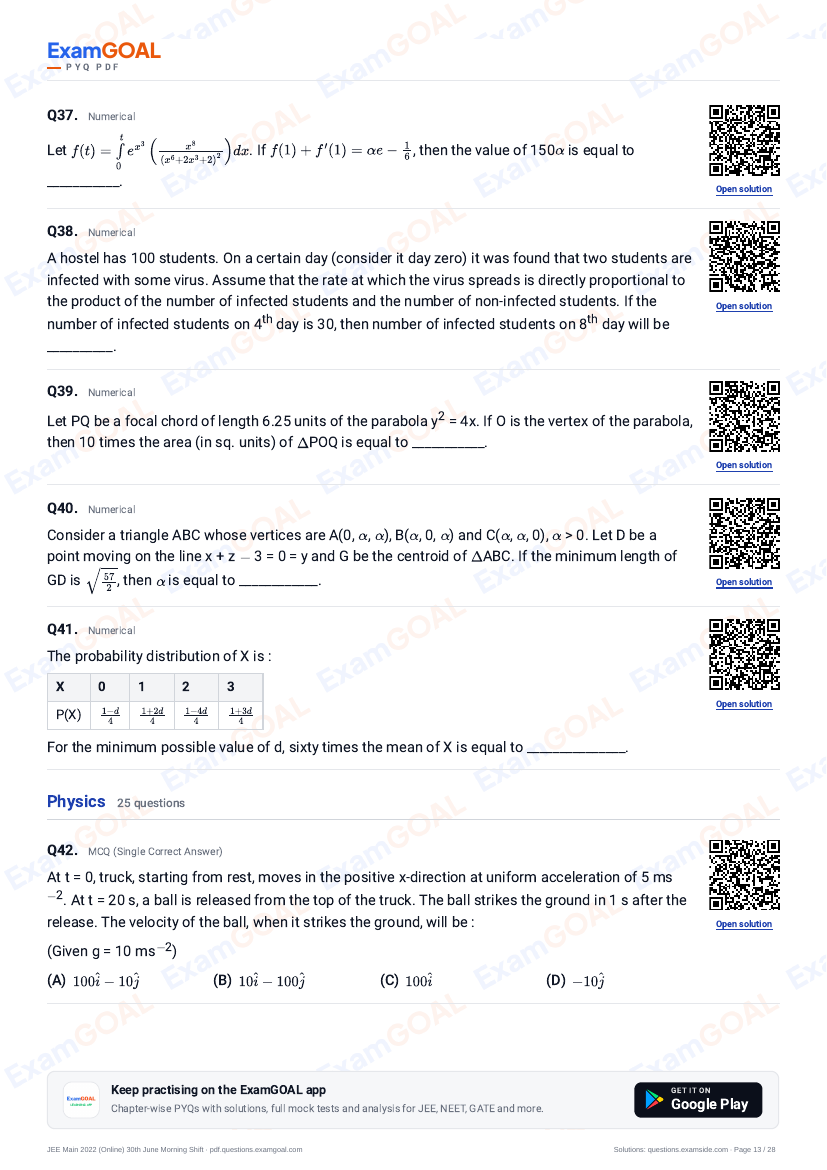 ExamGOAL
PYQ PDF
Q37. Numerical
Let f(t) = ∫₀ᵗ e^{x³} (x⁸/(x⁶+2x³+2)²) dx. If f(1) + f′(1) = αe − 1/6, then the value of 150α is equal to
___________.
Open solution
Q38. Numerical
A hostel has 100 students. On a certain day (consider it day zero) it was found that two students are
infected with some virus. Assume that the rate at which the virus spreads is directly proportional to
the product of the number of infected students and the number of non-infected students. If the
number of infected students on 4th day is 30, then number of infected students on 8th day will be
__________.
Open solution
Q39. Numerical
Let PQ be a focal chord of length 6.25 units of the parabola y² = 4x. If O is the vertex of the parabola,
then 10 times the area (in sq. units) of ΔPOQ is equal to ___________.
Open solution
Q40. Numerical
Consider a triangle ABC whose vertices are A(0, α, α), B(α, 0, α) and C(α, α, 0), α > 0. Let D be a
point moving on the line x + z − 3 = 0 = y and G be the centroid of ΔABC. If the minimum length of
GD is √(57/2), then α is equal to ____________.
Open solution
Q41. Numerical
The probability distribution of X is :
X 0 1 2 3
P(X) (1−d)/4 (1+2d)/4 (1−4d)/4 (1+3d)/4
For the minimum possible value of d, sixty times the mean of X is equal to _______________.
Open solution
Physics 25 questions
Q42. MCQ (Single Correct Answer)
At t = 0, truck, starting from rest, moves in the positive x-direction at uniform acceleration of 5 ms
−2. At t = 20 s, a ball is released from the top of the truck. The ball strikes the ground in 1 s after the
release. The velocity of the ball, when it strikes the ground, will be :
(Given g = 10 ms−2)
(A) 100î − 10ĵ (B) 10î − 100ĵ (C) 100î (D) −10ĵ
Open solution
Keep practising on the ExamGOAL app
Chapter-wise PYQs with solutions, full mock tests and analysis for JEE, NEET, GATE and more.
GET IT ON
Google Play
JEE Main 2022 (Online) 30th June Morning Shift · pdf.questions.examgoal.com
Solutions: questions.examside.com · Page 13 / 28